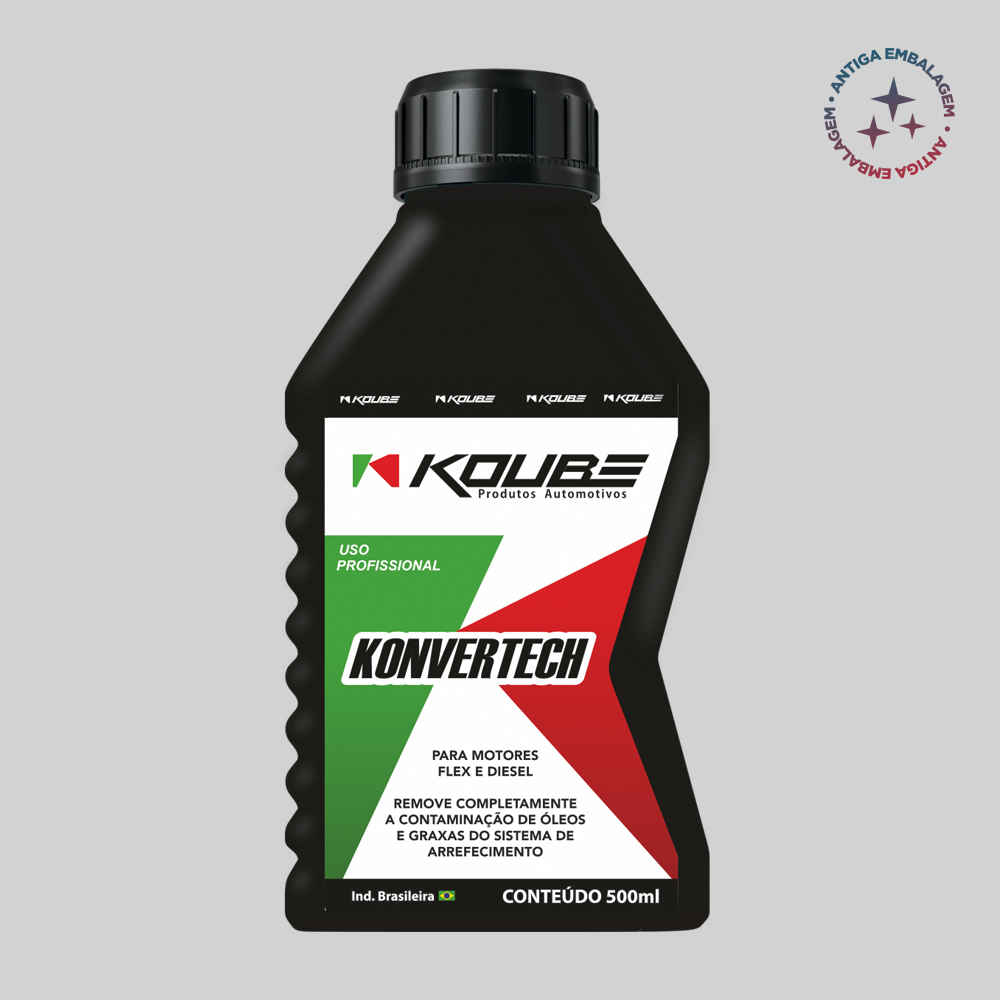 • ANTIGA EMBALAGEM • ANTIGA EMBALAGEM
KOUBE KOUBE KOUBE KOUBE
KOUBE
Produtos Automotivos
USO
PROFISSIONAL
KONVERTECH
PARA MOTORES
FLEX E DIESEL
REMOVE COMPLETAMENTE
A CONTAMINAÇÃO DE ÓLEOS
E GRAXAS DO SISTEMA DE
ARREFECIMENTO
Ind. Brasileira CONTEÚDO 500ml